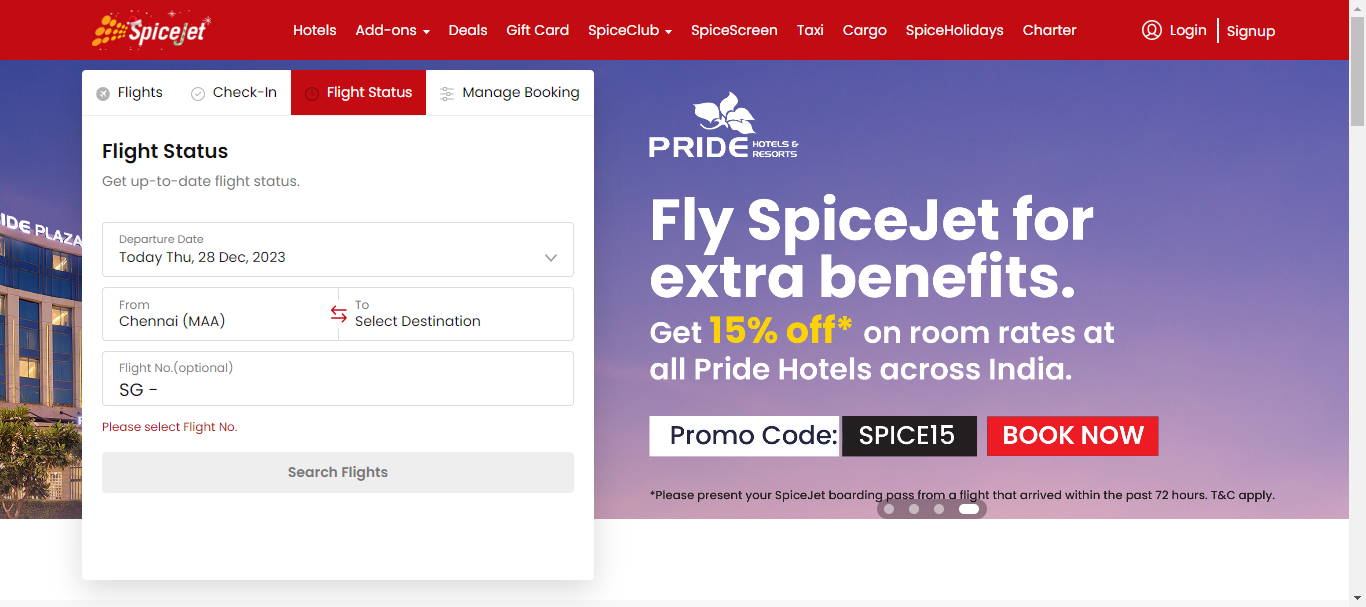 SpiceJet
Hotels Add-ons Deals Gift Card SpiceClub SpiceScreen Taxi Cargo SpiceHolidays Charter Login Signup
Flights Check-In Flight Status Manage Booking
Flight Status
Get up-to-date flight status.
Departure Date
Today Thu, 28 Dec, 2023
From
Chennai (MAA)
To
Select Destination
Flight No.(optional)
SG -
Please select Flight No.
Search Flights
IDE PLAZA
PRIDE HOTELS &
RESORTS
Fly SpiceJet for
extra benefits.
Get 15% off* on room rates at
all Pride Hotels across India.
Promo Code: SPICE15 BOOK NOW
*Please present your SpiceJet boarding pass from a flight that arrived within the past 72 hours. T&C apply.